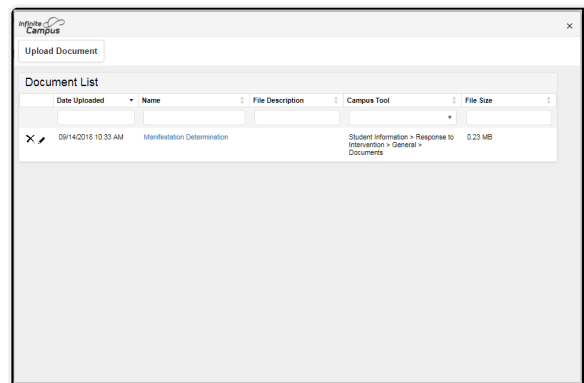 Infinite
Campus
Upload Document
Document List
Date Uploaded Name File Description Campus Tool File Size
09/14/2018 10:33 AM Manifestation Determination Student Information > Response to 0.23 MB
Intervention > General >
Documents